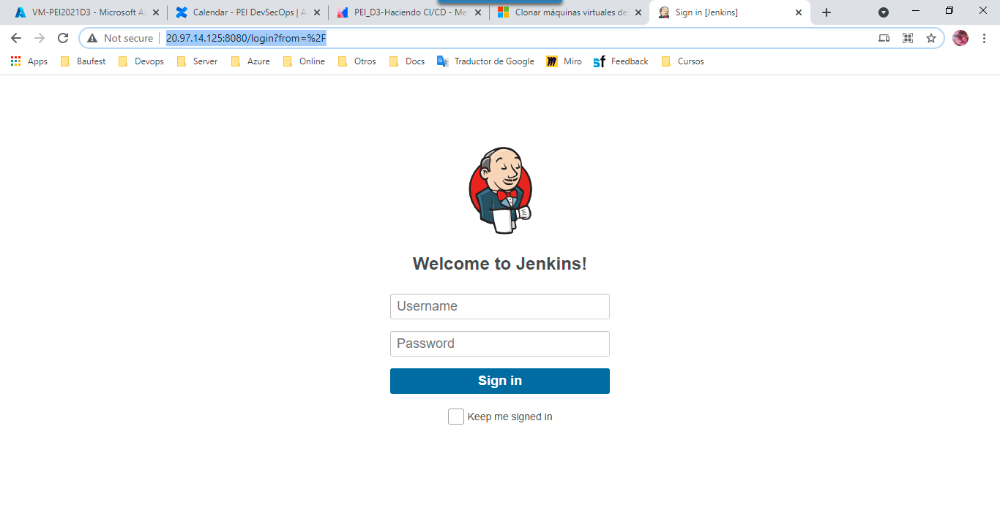 VM-PEI2021D3 - Microsoft Az
Calendar - PEI DevSecOps | A
PEI_D3-Haciendo CI/CD - Me
Clonar máquinas virtuales de
Sign in [Jenkins]
Not secure
20.97.14.125:8080/login?from=%2F
Apps Baufest Devops Server Azure Online Otros Docs Traductor de Google Miro Feedback Cursos
Welcome to Jenkins!
Username
Password
Sign in
Keep me signed in